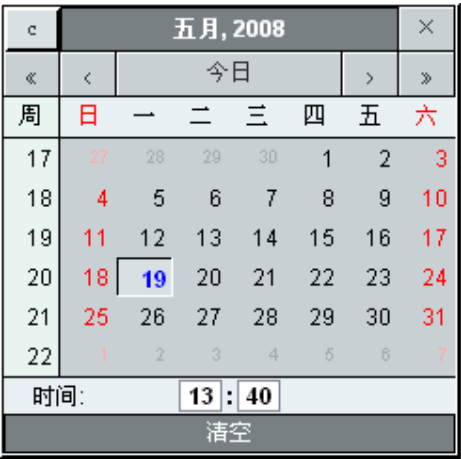 c 五月, 2008 ×
« ‹ 今日 › »
周 日 一 二 三 四 五 六
17 27 28 29 30 1 2 3
18 4 5 6 7 8 9 10
19 11 12 13 14 15 16 17
20 18 19 20 21 22 23 24
21 25 26 27 28 29 30 31
22 1 2 3 4 5 6 7
时间: 13 : 40
清空